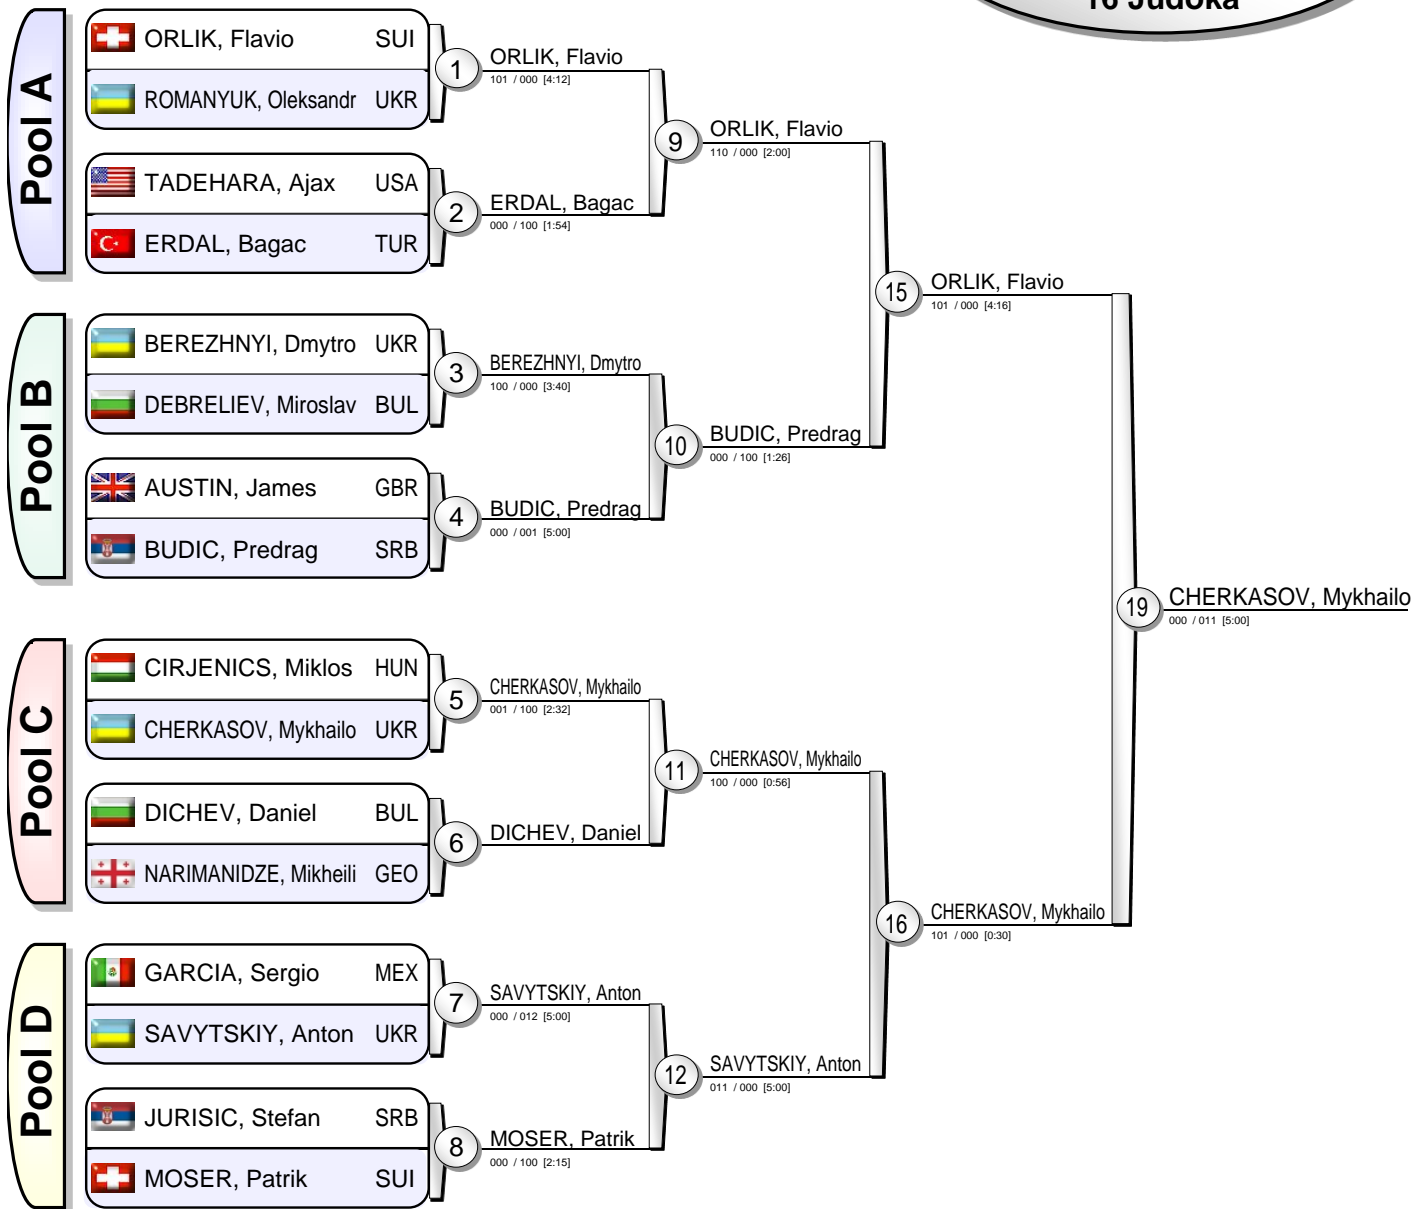 16 Judoka
Pool A
ORLIK, Flavio SUI
ROMANYUK, Oleksandr UKR
TADEHARA, Ajax USA
ERDAL, Bagac TUR
1
ORLIK, Flavio
101 / 000 [4:12]
2
ERDAL, Bagac
000 / 100 [1:54]
9
ORLIK, Flavio
110 / 000 [2:00]
Pool B
BEREZHNYI, Dmytro UKR
DEBRELIEV, Miroslav BUL
AUSTIN, James GBR
BUDIC, Predrag SRB
3
BEREZHNYI, Dmytro
100 / 000 [3:40]
4
BUDIC, Predrag
000 / 001 [5:00]
10
BUDIC, Predrag
000 / 100 [1:26]
15
ORLIK, Flavio
101 / 000 [4:16]
Pool C
CIRJENICS, Miklos HUN
CHERKASOV, Mykhailo UKR
DICHEV, Daniel BUL
NARIMANIDZE, Mikheili GEO
5
CHERKASOV, Mykhailo
001 / 100 [2:32]
6
DICHEV, Daniel
11
CHERKASOV, Mykhailo
100 / 000 [0:56]
Pool D
GARCIA, Sergio MEX
SAVYTSKIY, Anton UKR
JURISIC, Stefan SRB
MOSER, Patrik SUI
7
SAVYTSKIY, Anton
000 / 012 [5:00]
8
MOSER, Patrik
000 / 100 [2:15]
12
SAVYTSKIY, Anton
011 / 000 [5:00]
16
CHERKASOV, Mykhailo
101 / 000 [0:30]
19
CHERKASOV, Mykhailo
000 / 011 [5:00]